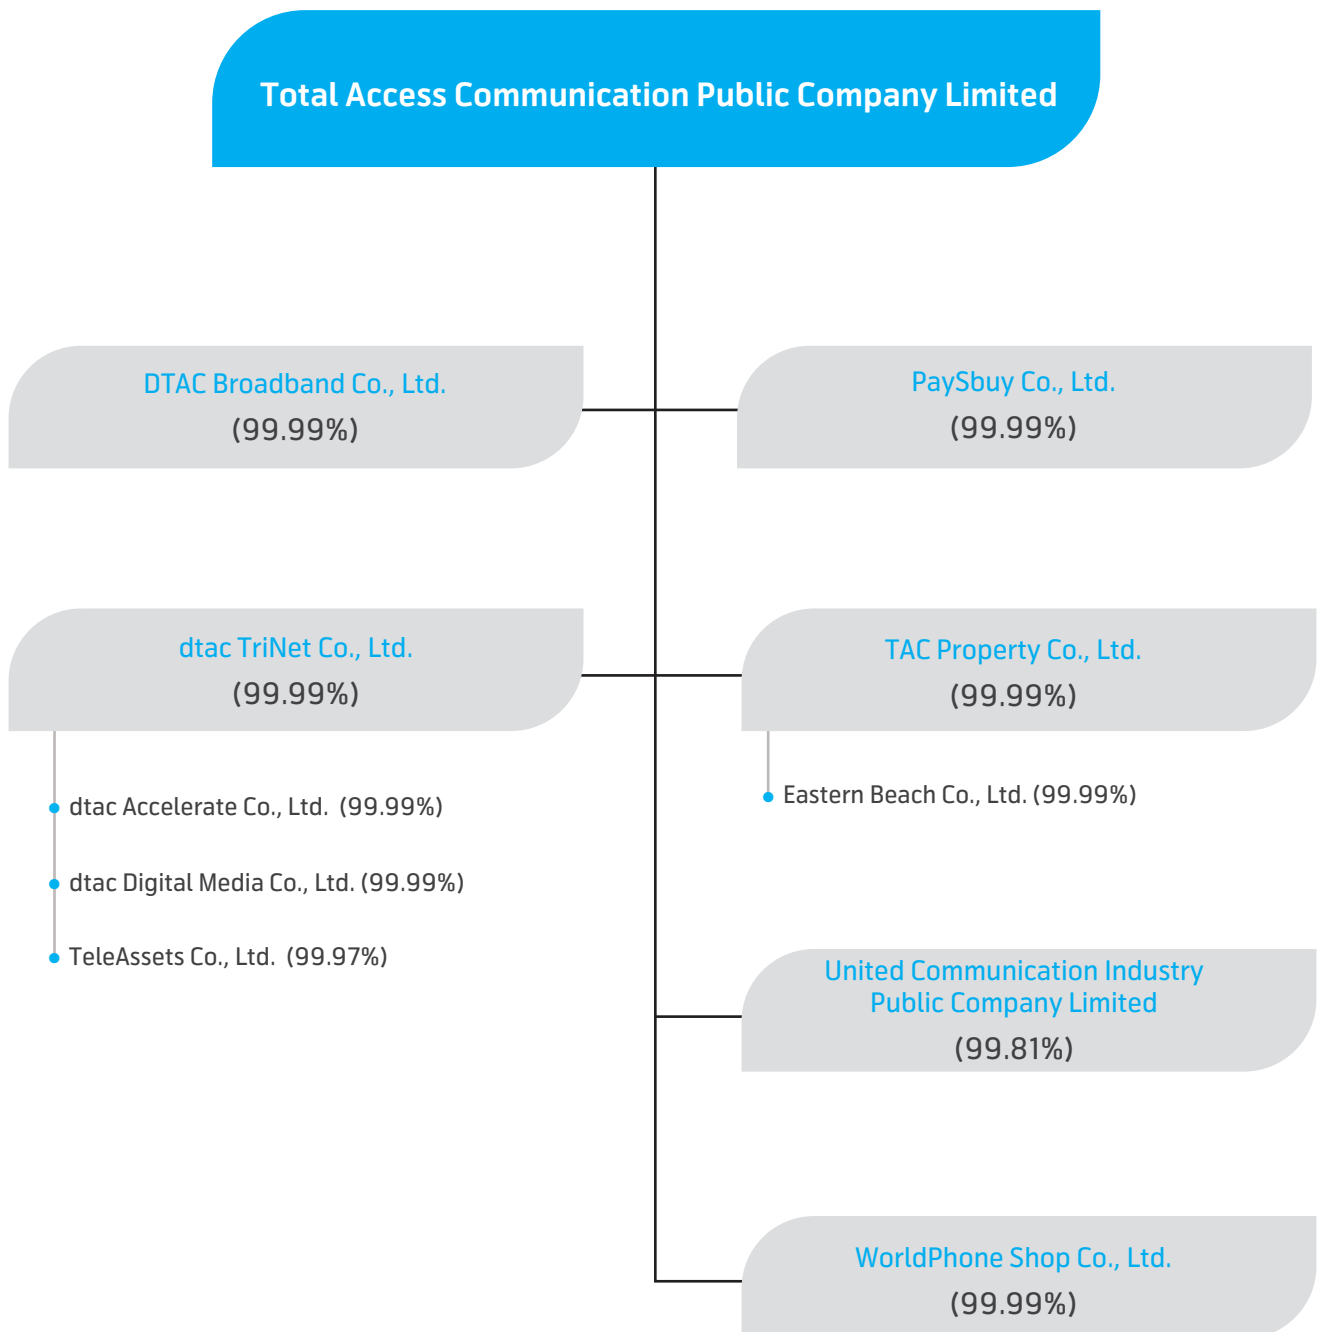 Total Access Communication Public Company Limited
DTAC Broadband Co., Ltd.
(99.99%)
PaySbuy Co., Ltd.
(99.99%)
dtac TriNet Co., Ltd.
(99.99%)
dtac Accelerate Co., Ltd. (99.99%)
dtac Digital Media Co., Ltd. (99.99%)
TeleAssets Co., Ltd. (99.97%)
TAC Property Co., Ltd.
(99.99%)
Eastern Beach Co., Ltd. (99.99%)
United Communication Industry
Public Company Limited
(99.81%)
WorldPhone Shop Co., Ltd.
(99.99%)